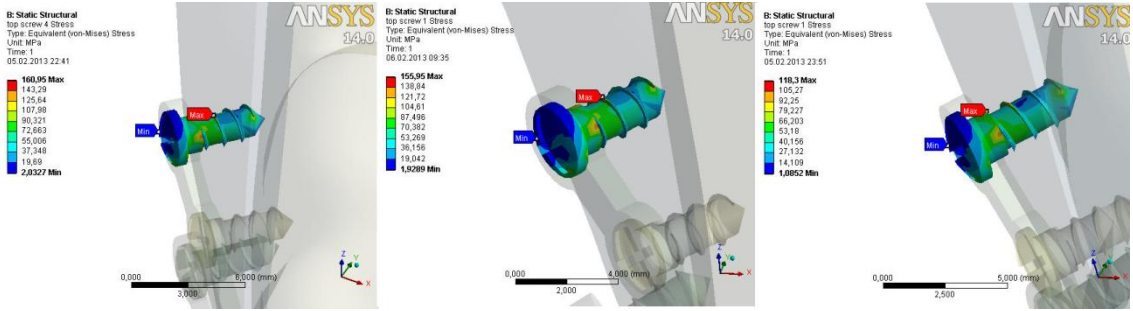 B: Static Structural
top screw 4 Stress
Type: Equivalent (von-Mises) Stress
Unit: MPa
Time: 1
05.02.2013 22:41
160,95 Max
143,29
125,64
107,98
90,321
72,663
55,006
37,348
19,69
2,0327 Min
ANSYS
14.0
Max
Min
0,000
6,000 (mm)
3,000
Z
Y
X
B: Static Structural
top screw 1 Stress
Type: Equivalent (von-Mises) Stress
Unit: MPa
Time: 1
06.02.2013 09:35
155,95 Max
138,84
121,72
104,61
87,496
70,382
53,269
36,156
19,042
1,9289 Min
ANSYS
14.0
Max
Min
0,000
4,000 (mm)
2,000
Z
Y
X
B: Static Structural
top screw 1 Stress
Type: Equivalent (von-Mises) Stress
Unit: MPa
Time: 1
05.02.2013 23:51
118,3 Max
105,27
92,25
79,227
66,203
53,18
40,156
27,132
14,109
1,0852 Min
ANSYS
14.0
Max
Min
0,000
5,000 (mm)
2,500
Z
Y
X